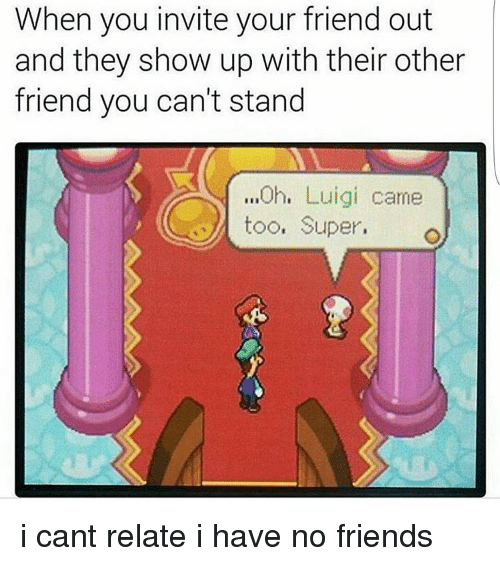 When you invite your friend out
and they show up with their other
friend you can't stand
...Oh. Luigi came
too. Super.
i cant relate i have no friends